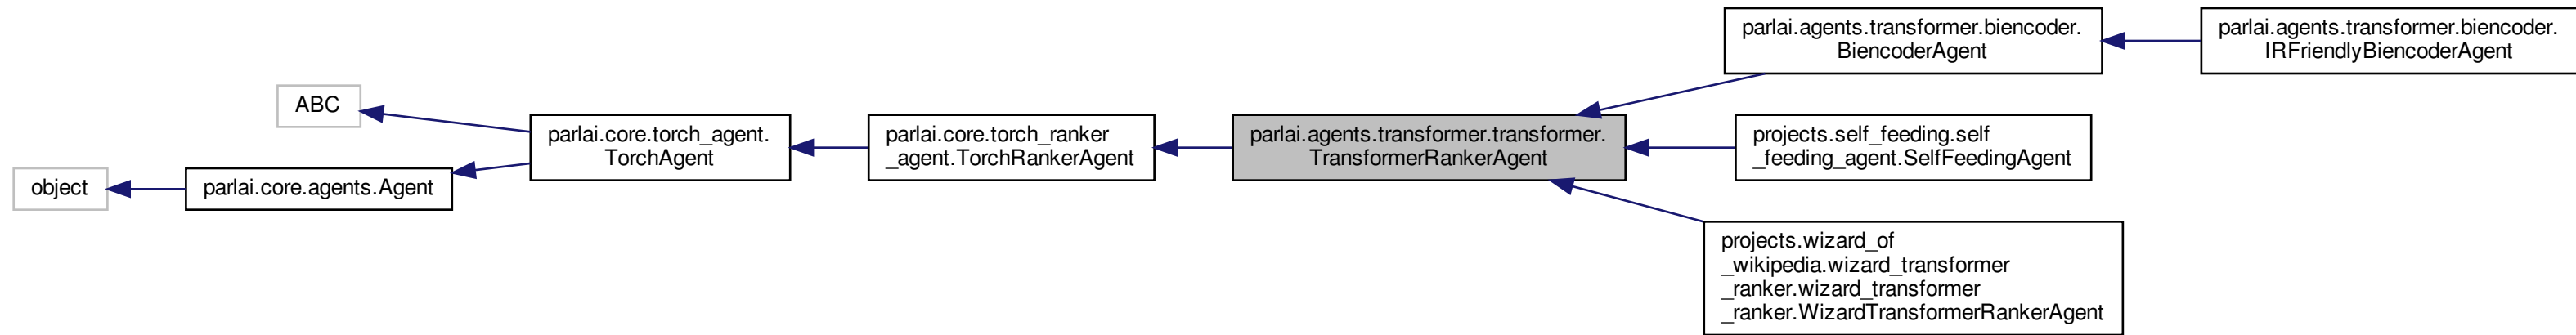 ABC
object
parlai.core.agents.Agent
parlai.core.torch_agent.
TorchAgent
parlai.core.torch_ranker
_agent.TorchRankerAgent
parlai.agents.transformer.transformer.
TransformerRankerAgent
parlai.agents.transformer.biencoder.
BiencoderAgent
parlai.agents.transformer.biencoder.
IRFriendlyBiencoderAgent
projects.self_feeding.self
_feeding_agent.SelfFeedingAgent
projects.wizard_of
_wikipedia.wizard_transformer
_ranker.wizard_transformer
_ranker.WizardTransformerRankerAgent